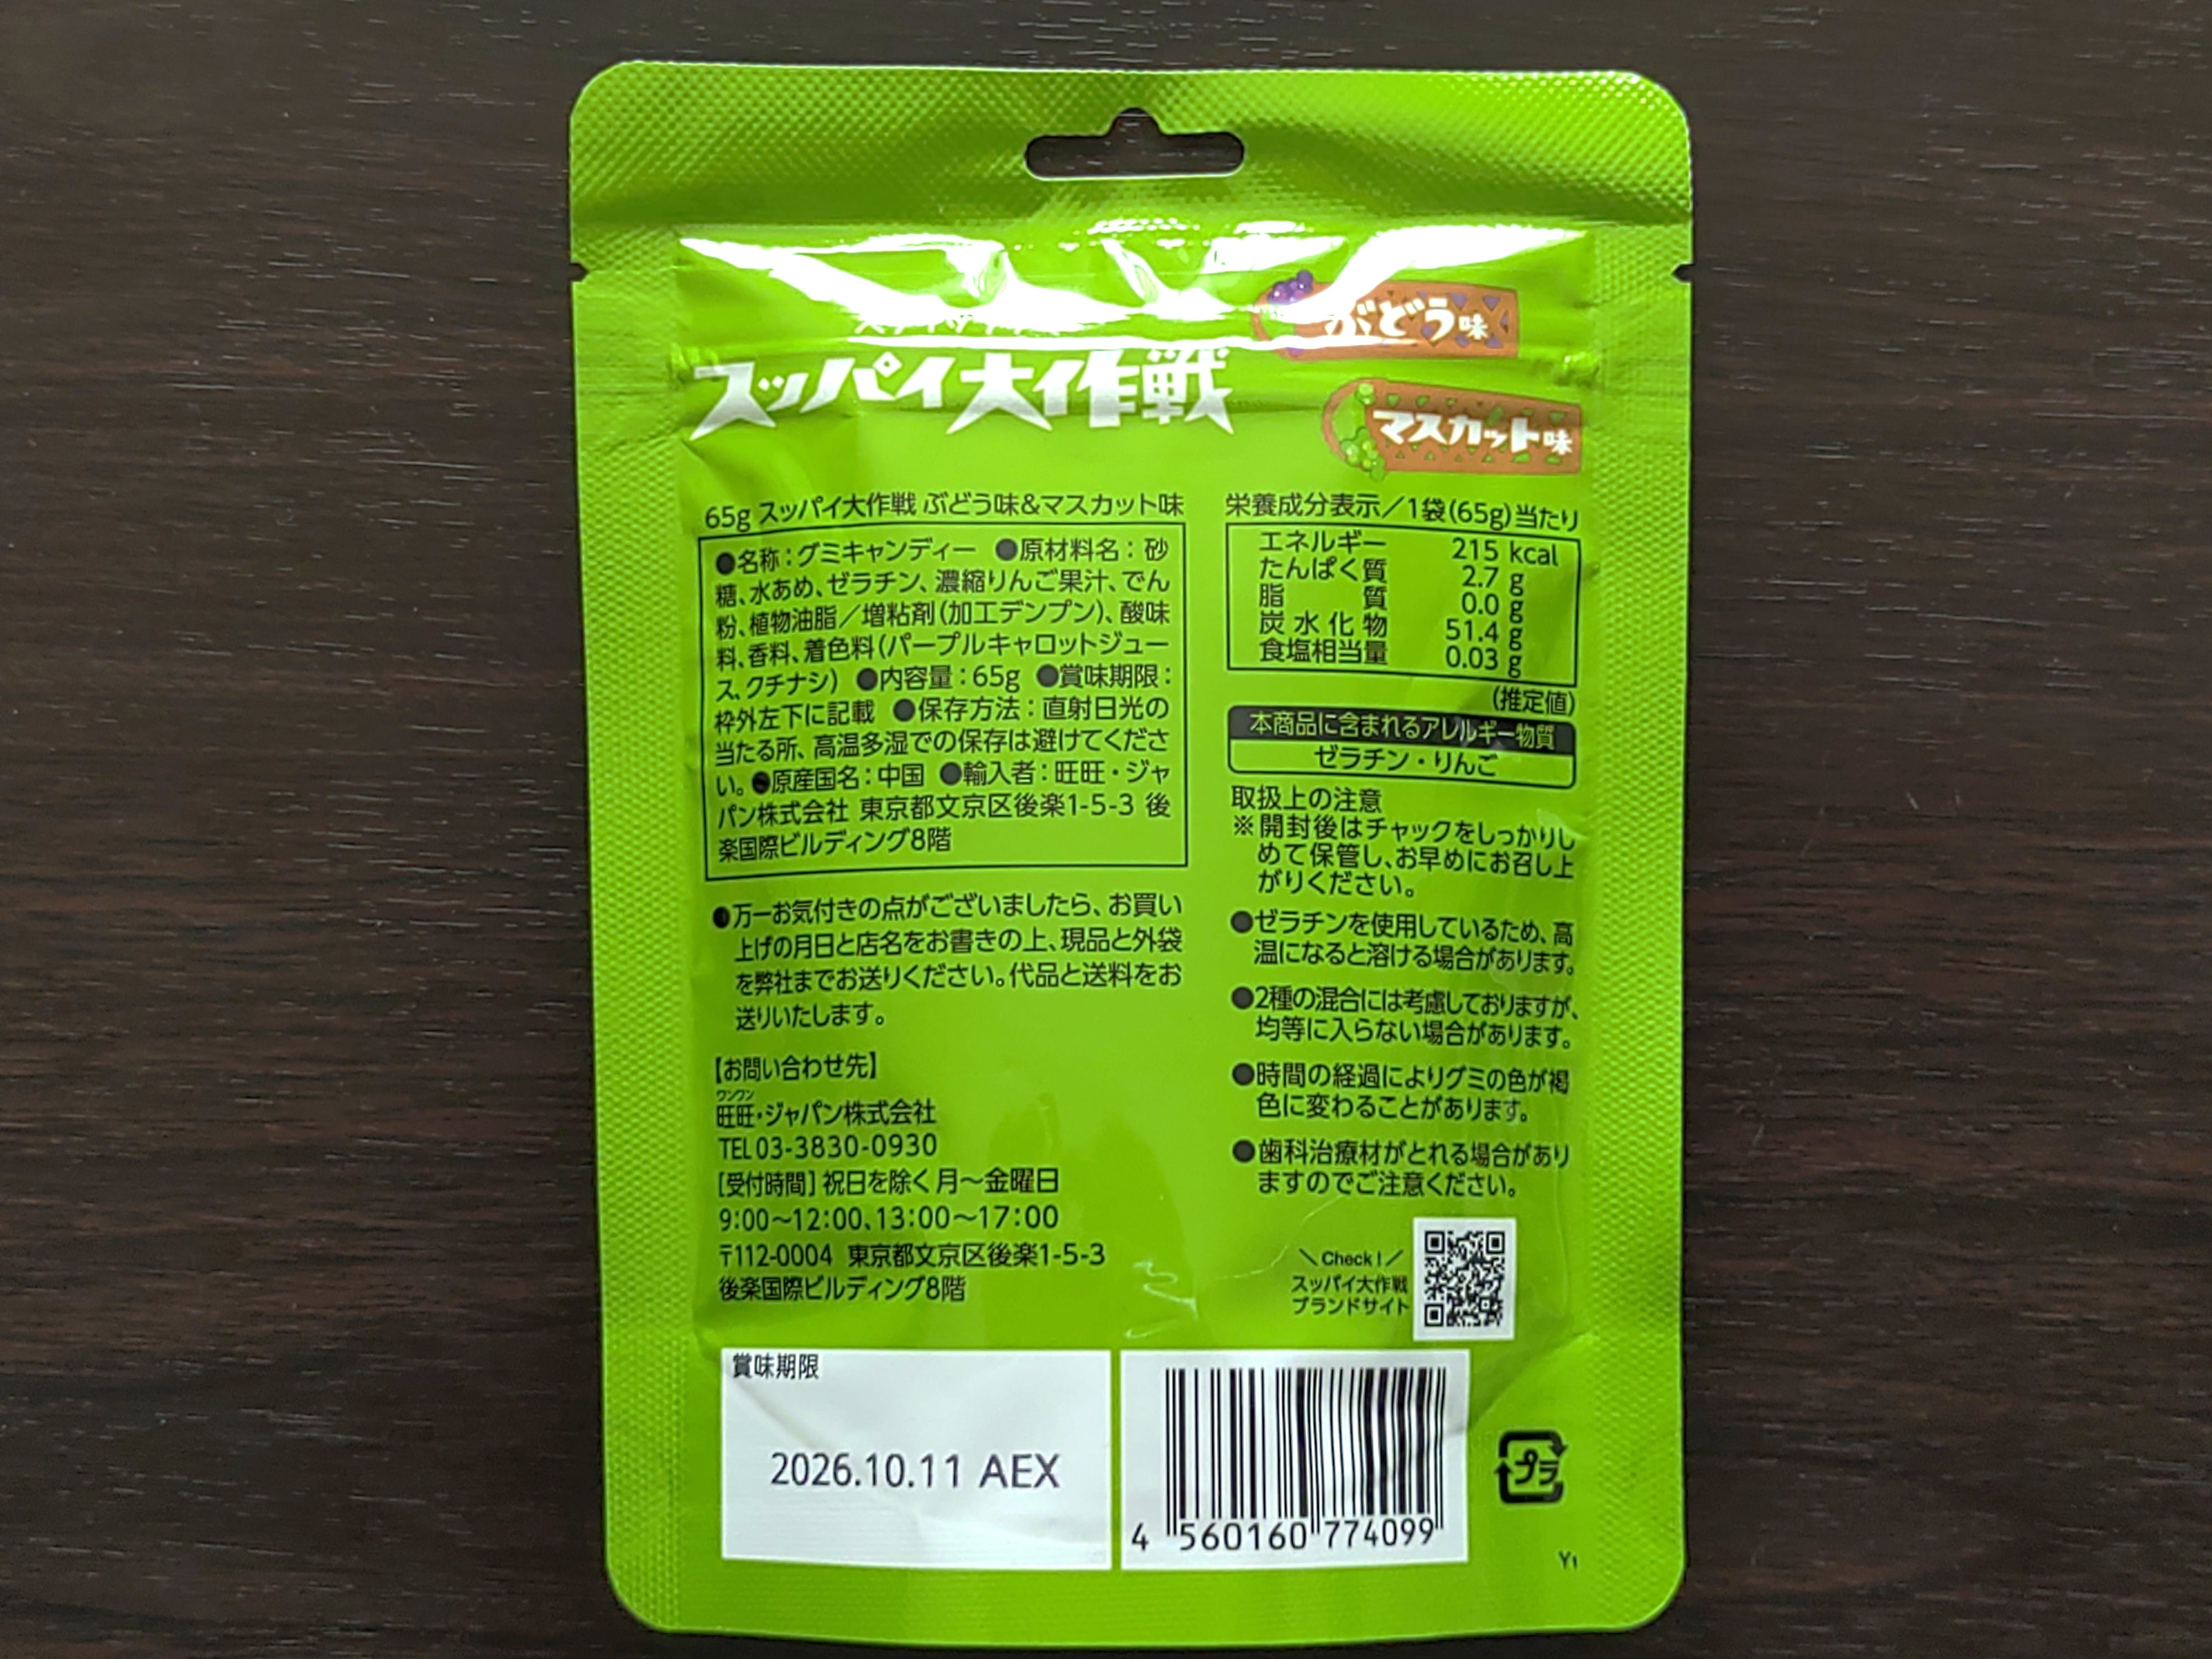 スッパイ大作戦
ぶどう味
マスカット味
65g スッパイ大作戦 ぶどう味&マスカット味
●名称：グミキャンディー ●原材料名：砂
糖、水あめ、ゼラチン、濃縮りんご果汁、でん
粉、植物油脂／増粘剤(加工デンプン)、酸味
料、香料、着色料(パープルキャロットジュー
ス、クチナシ) ●内容量：65g ●賞味期限：
枠外左下に記載 ●保存方法：直射日光の
当たる所、高温多湿での保存は避けてくださ
い。●原産国名：中国 ●輸入者：旺旺・ジャ
パン株式会社 東京都文京区後楽1-5-3 後
楽国際ビルディング8階
●万一お気付きの点がございましたら、お買い
上げの月日と店名をお書きの上、現品と外袋
を弊社までお送りください。代品と送料をお
送りいたします。
【お問い合わせ先】
ワンワン
旺旺・ジャパン株式会社
TEL 03-3830-0930
[受付時間] 祝日を除く 月～金曜日
9:00～12:00、13:00～17:00
〒112-0004 東京都文京区後楽1-5-3
後楽国際ビルディング8階
栄養成分表示／1袋(65g)当たり
エネルギー 215 kcal
たんぱく質 2.7 g
脂質 0.0 g
炭水化物 51.4 g
食塩相当量 0.03 g
(推定値)
本商品に含まれるアレルギー物質
ゼラチン・りんご
取扱上の注意
※開封後はチャックをしっかりし
めて保管し、お早めにお召し上
がりください。
●ゼラチンを使用しているため、高
温になると溶ける場合があります。
●2種の混合には考慮しておりますが、
均等に入らない場合があります。
●時間の経過によりグミの色が褐
色に変わることがあります。
●歯科治療材がとれる場合があり
ますのでご注意ください。
＼Check!／
スッパイ大作戦
ブランドサイト
賞味期限
2026.10.11 AEX
4 560160 774099
プラ
Y1